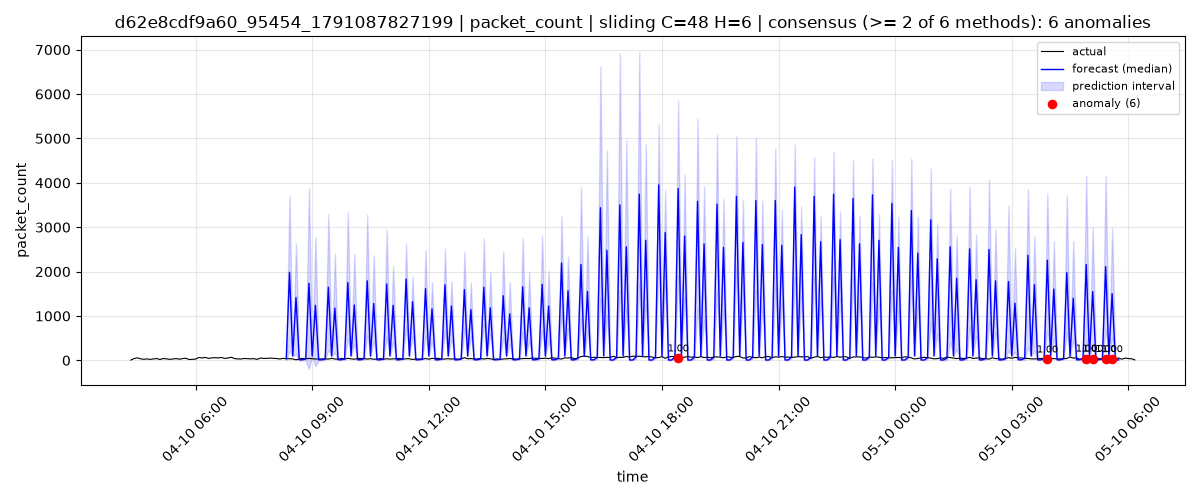 d62e8cdf9a60_95454_1791087827199 | packet_count | sliding C=48 H=6 | consensus (>= 2 of 6 methods): 6 anomalies
actual
forecast (median)
prediction interval
anomaly (6)
packet_count
7000
6000
5000
4000
3000
2000
1000
0
1.00
1.00
04-10 06:00
04-10 09:00
04-10 12:00
04-10 15:00
04-10 18:00
04-10 21:00
05-10 00:00
05-10 03:00
05-10 06:00
time